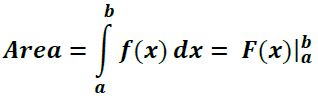 Area = ∫_a^b f(x) dx = F(x)|_a^b